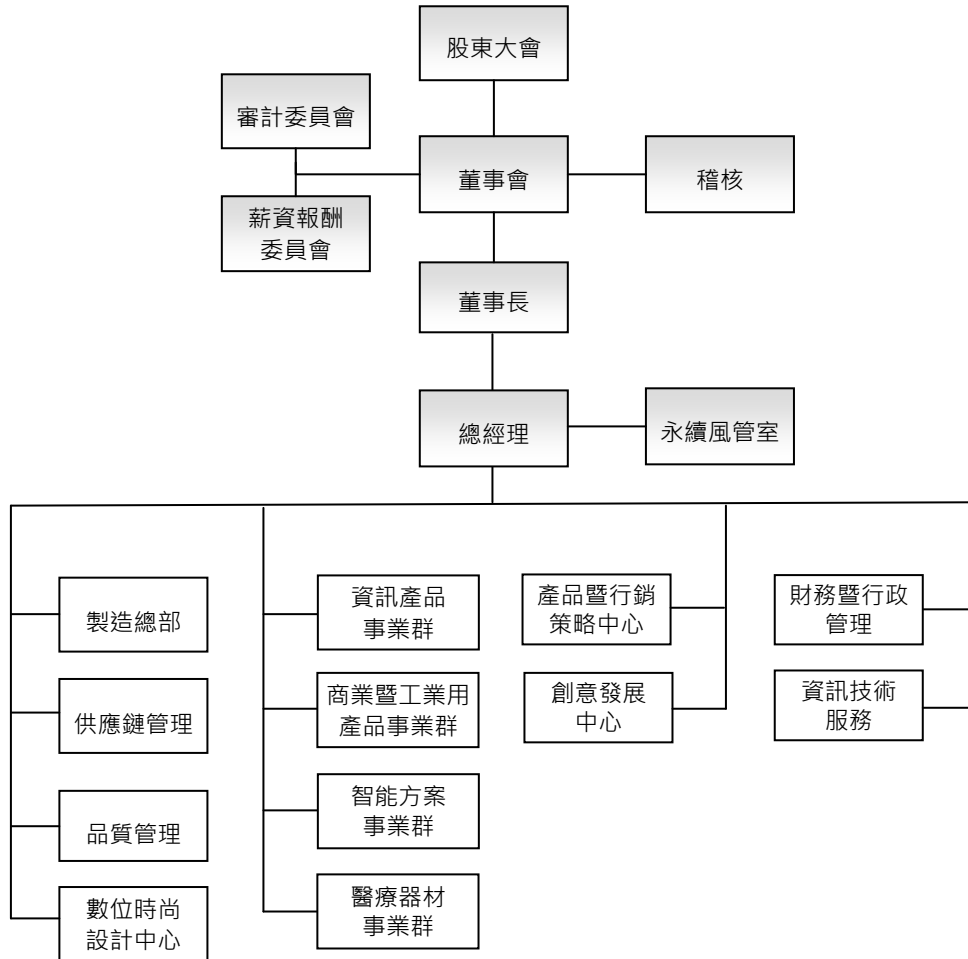 股東大會
審計委員會
董事會
稽核
薪資報酬
委員會
董事長
總經理
永續風管室
製造總部
供應鏈管理
品質管理
數位時尚
設計中心
資訊產品
事業群
商業暨工業用
產品事業群
智能方案
事業群
醫療器材
事業群
產品暨行銷
策略中心
創意發展
中心
財務暨行政
管理
資訊技術
服務